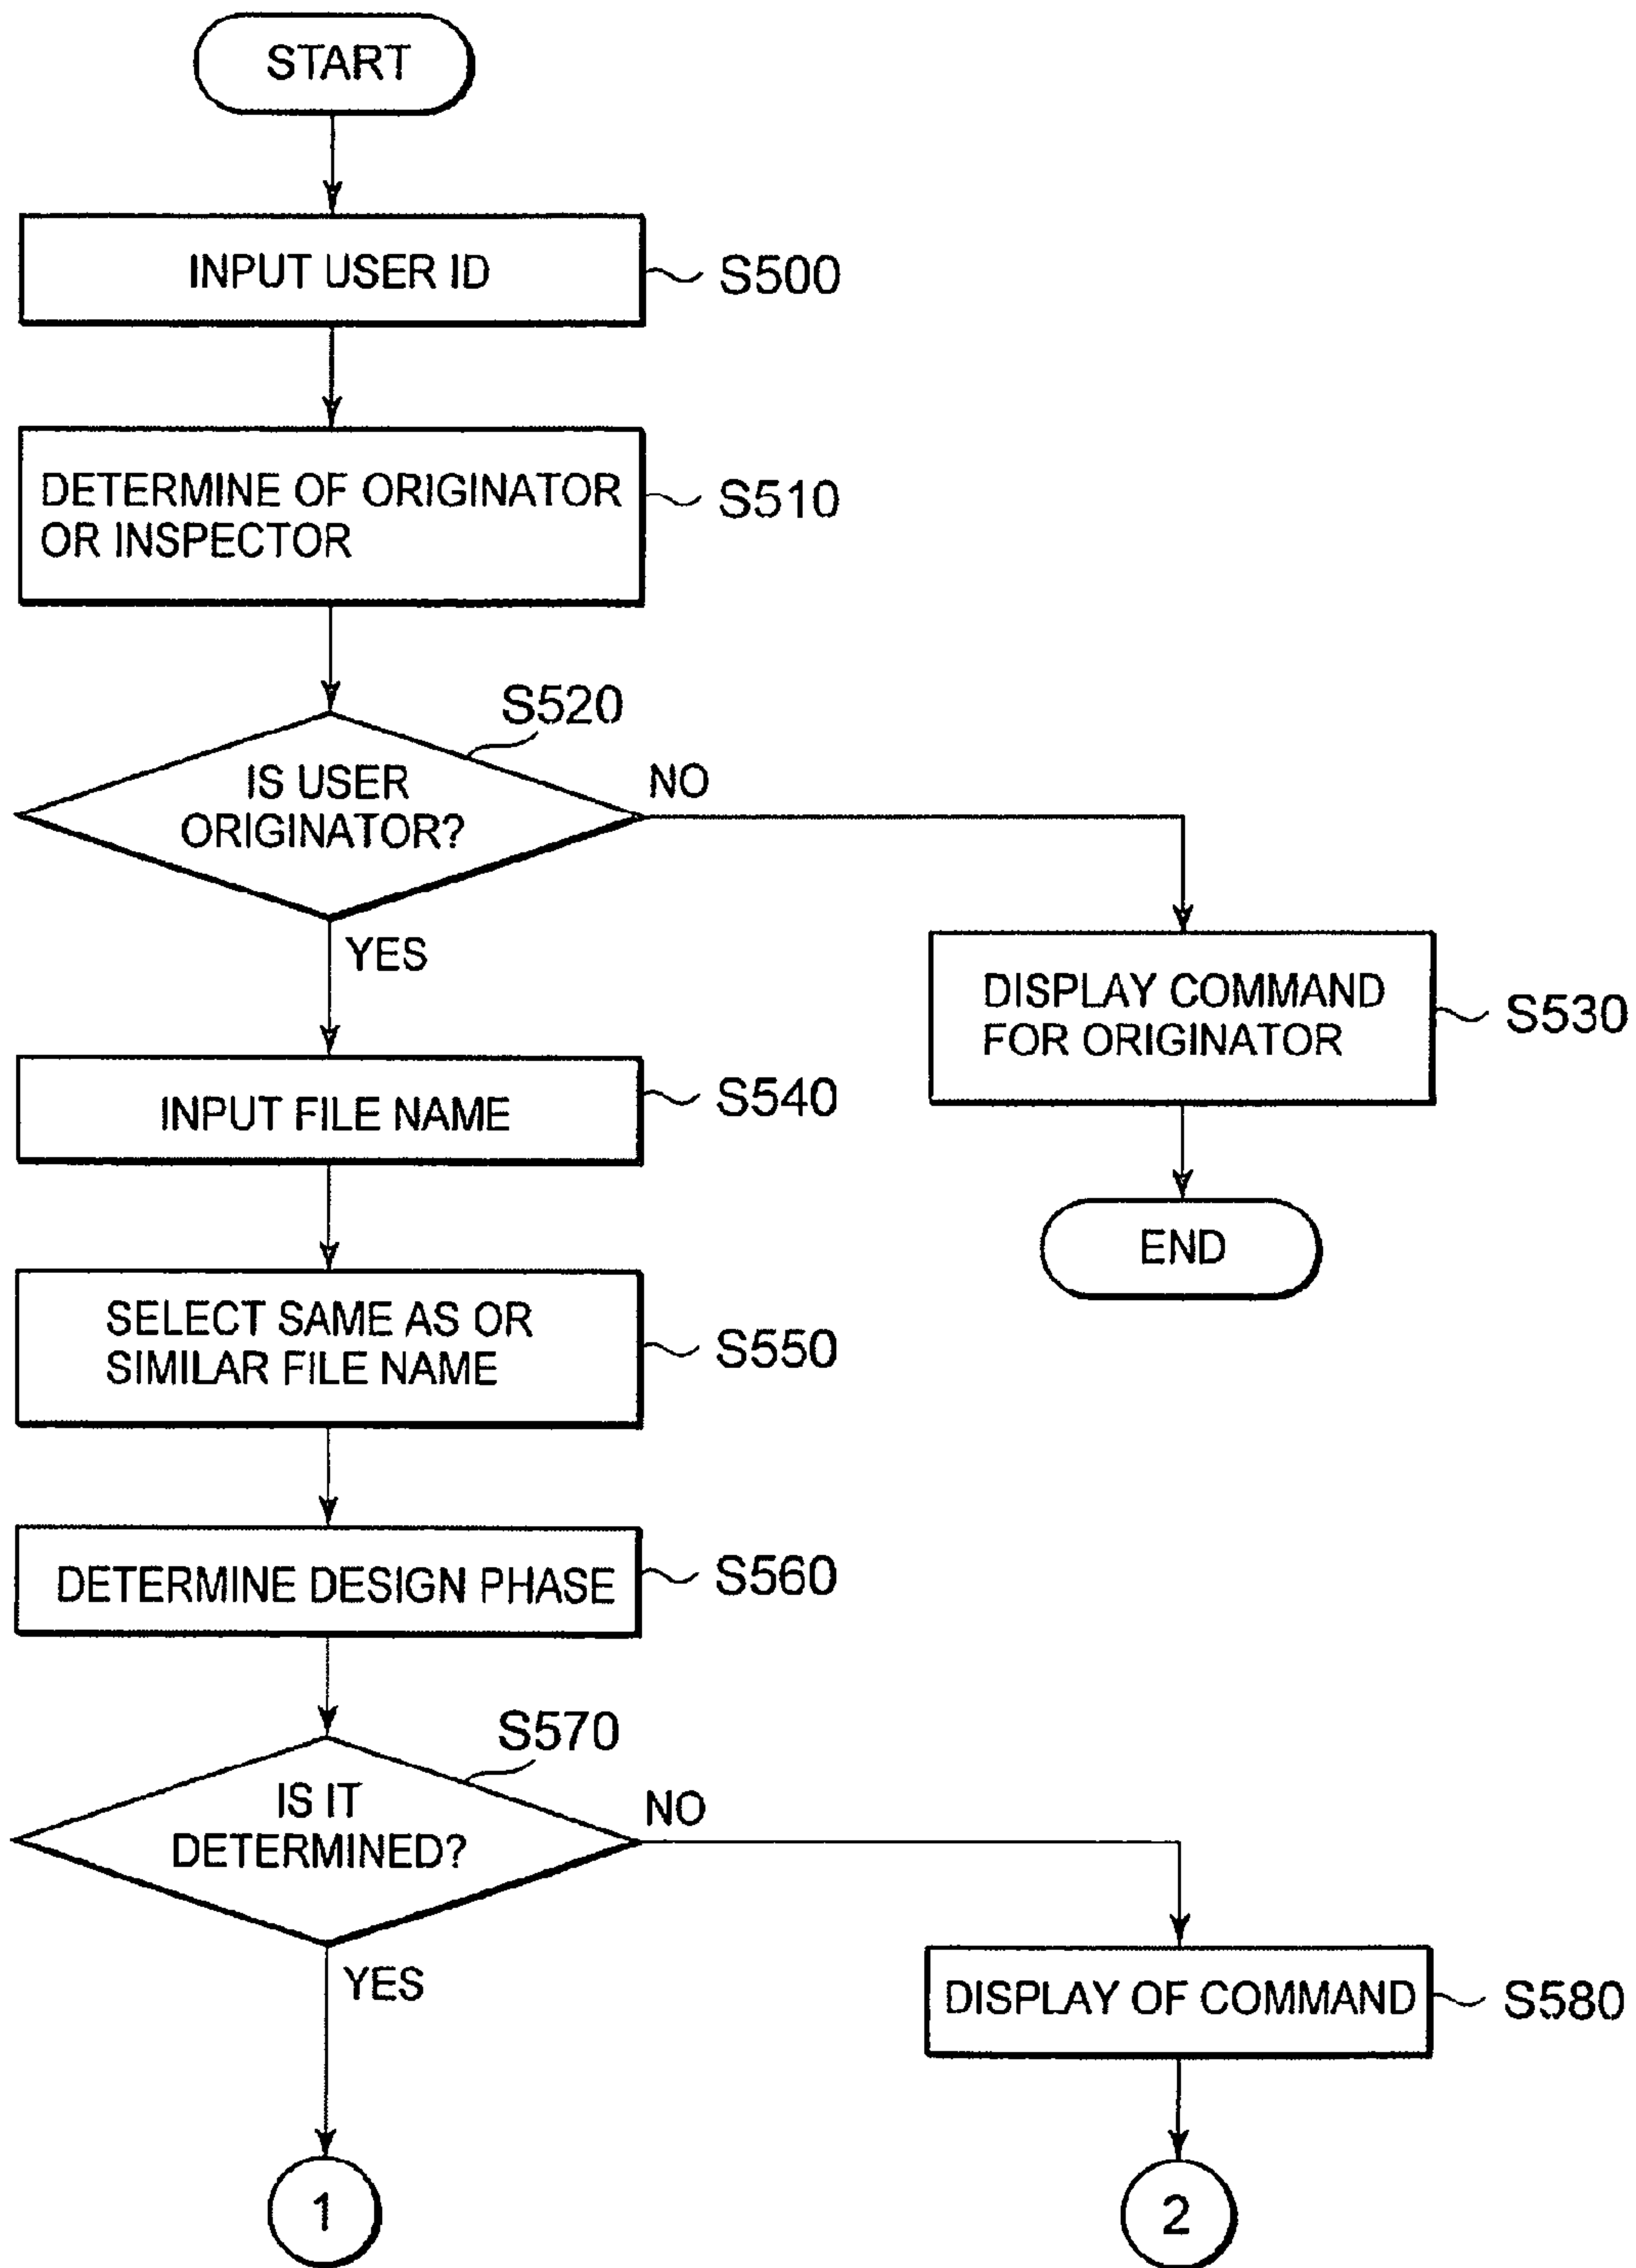 START
INPUT USER ID
S500
DETERMINE OF ORIGINATOR
OR INSPECTOR
S510
S520
IS USER
ORIGINATOR?
NO
YES
DISPLAY COMMAND
FOR ORIGINATOR
S530
INPUT FILE NAME
S540
END
SELECT SAME AS OR
SIMILAR FILE NAME
S550
DETERMINE DESIGN PHASE
S560
S570
IS IT
DETERMINED?
NO
YES
DISPLAY OF COMMAND
S580
1
2